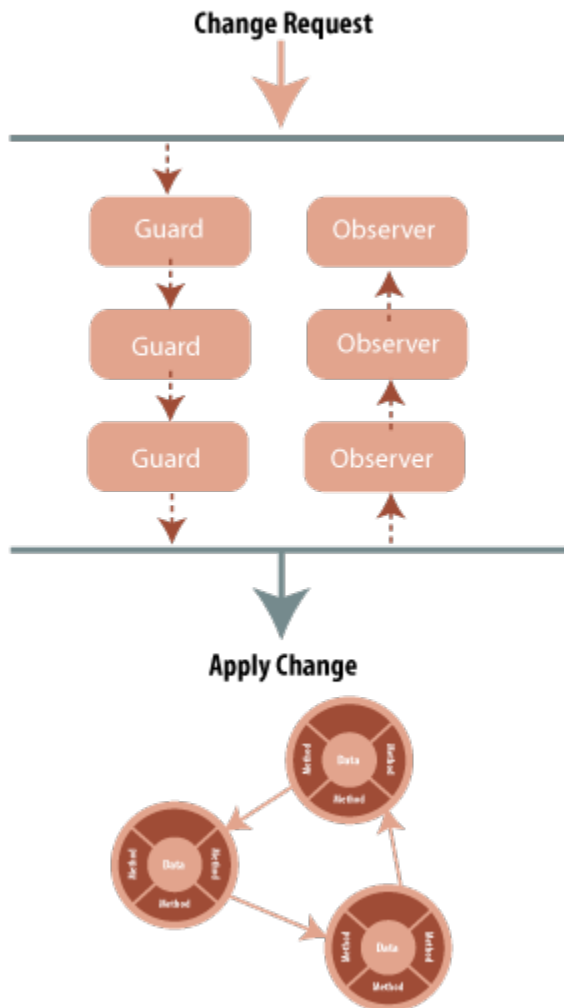 Change Request
Guard
Observer
Guard
Observer
Guard
Observer
Apply Change
Method
Data
Method
Method
Method
Data
Method
Method
Method
Data
Method
Method